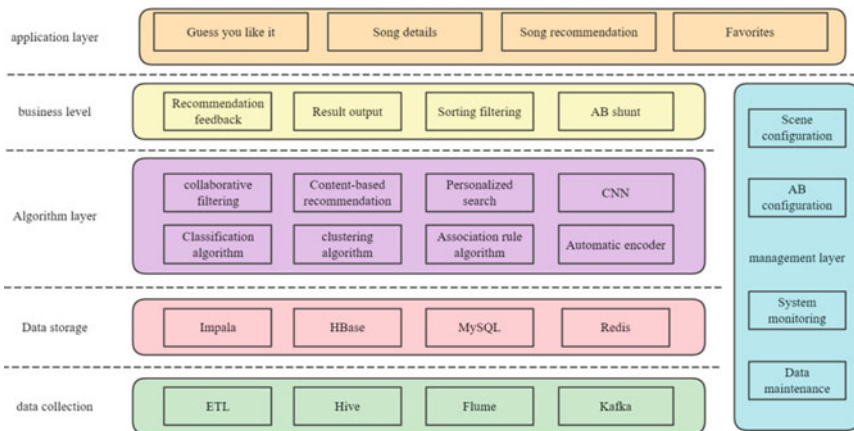 application layer
Guess you like it
Song details
Song recommendation
Favorites
business level
Recommendation
feedback
Result output
Sorting filtering
AB shunt
Algorithm layer
collaborative
filtering
Content-based
recommendation
Personalized
search
CNN
Classification
algorithm
clustering
algorithm
Association rule
algorithm
Automatic encoder
Data storage
Impala
HBase
MySQL
Redis
data collection
ETL
Hive
Flume
Kafka
Scene
configuration
AB
configuration
management layer
System
monitoring
Data
maintenance